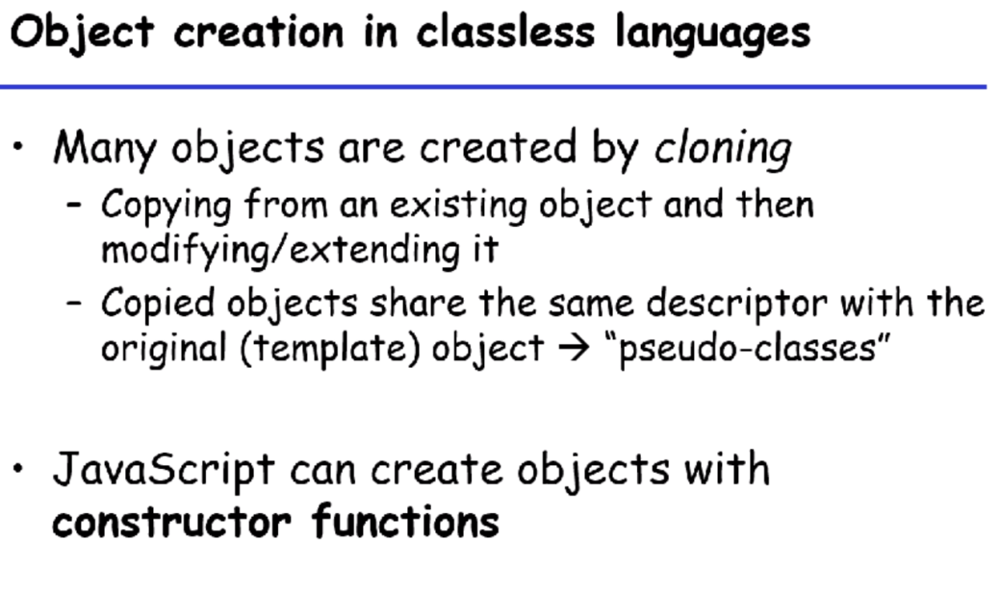 Object creation in classless languages
• Many objects are created by cloning
– Copying from an existing object and then
modifying/extending it
– Copied objects share the same descriptor with the
original (template) object → “pseudo-classes”
• JavaScript can create objects with
constructor functions